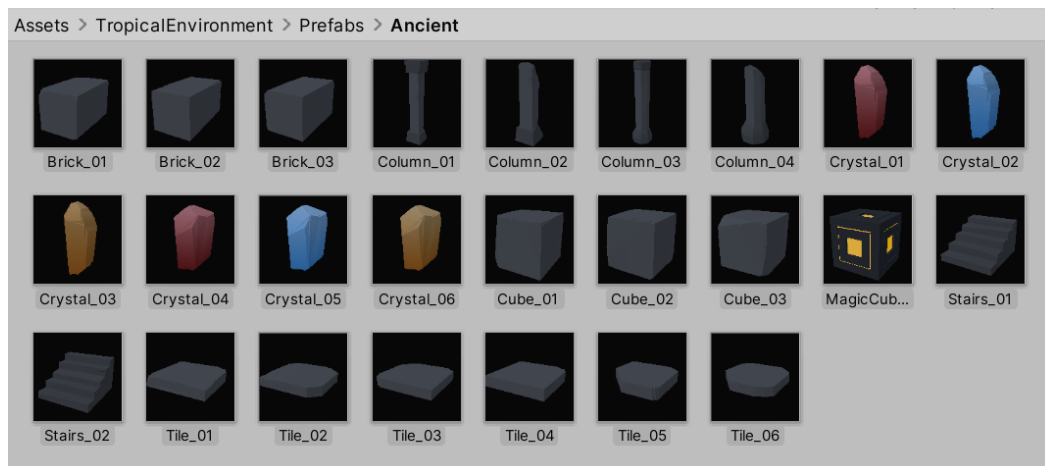 Assets > TropicalEnvironment > Prefabs > Ancient
Brick_01 Brick_02 Brick_03 Column_01 Column_02 Column_03 Column_04 Crystal_01 Crystal_02
Crystal_03 Crystal_04 Crystal_05 Crystal_06 Cube_01 Cube_02 Cube_03 MagicCub... Stairs_01
Stairs_02 Tile_01 Tile_02 Tile_03 Tile_04 Tile_05 Tile_06